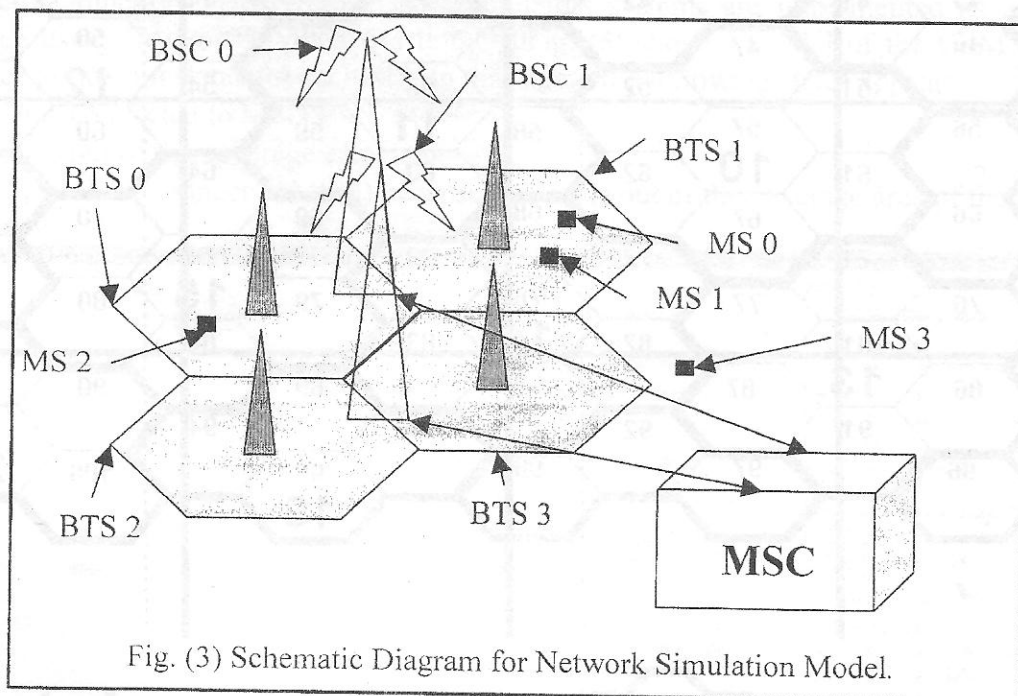 BSC 0
BSC 1
BTS 0
BTS 1
MS 0
MS 1
MS 2
MS 3
BTS 2
BTS 3
MSC
Fig. (3) Schematic Diagram for Network Simulation Model.